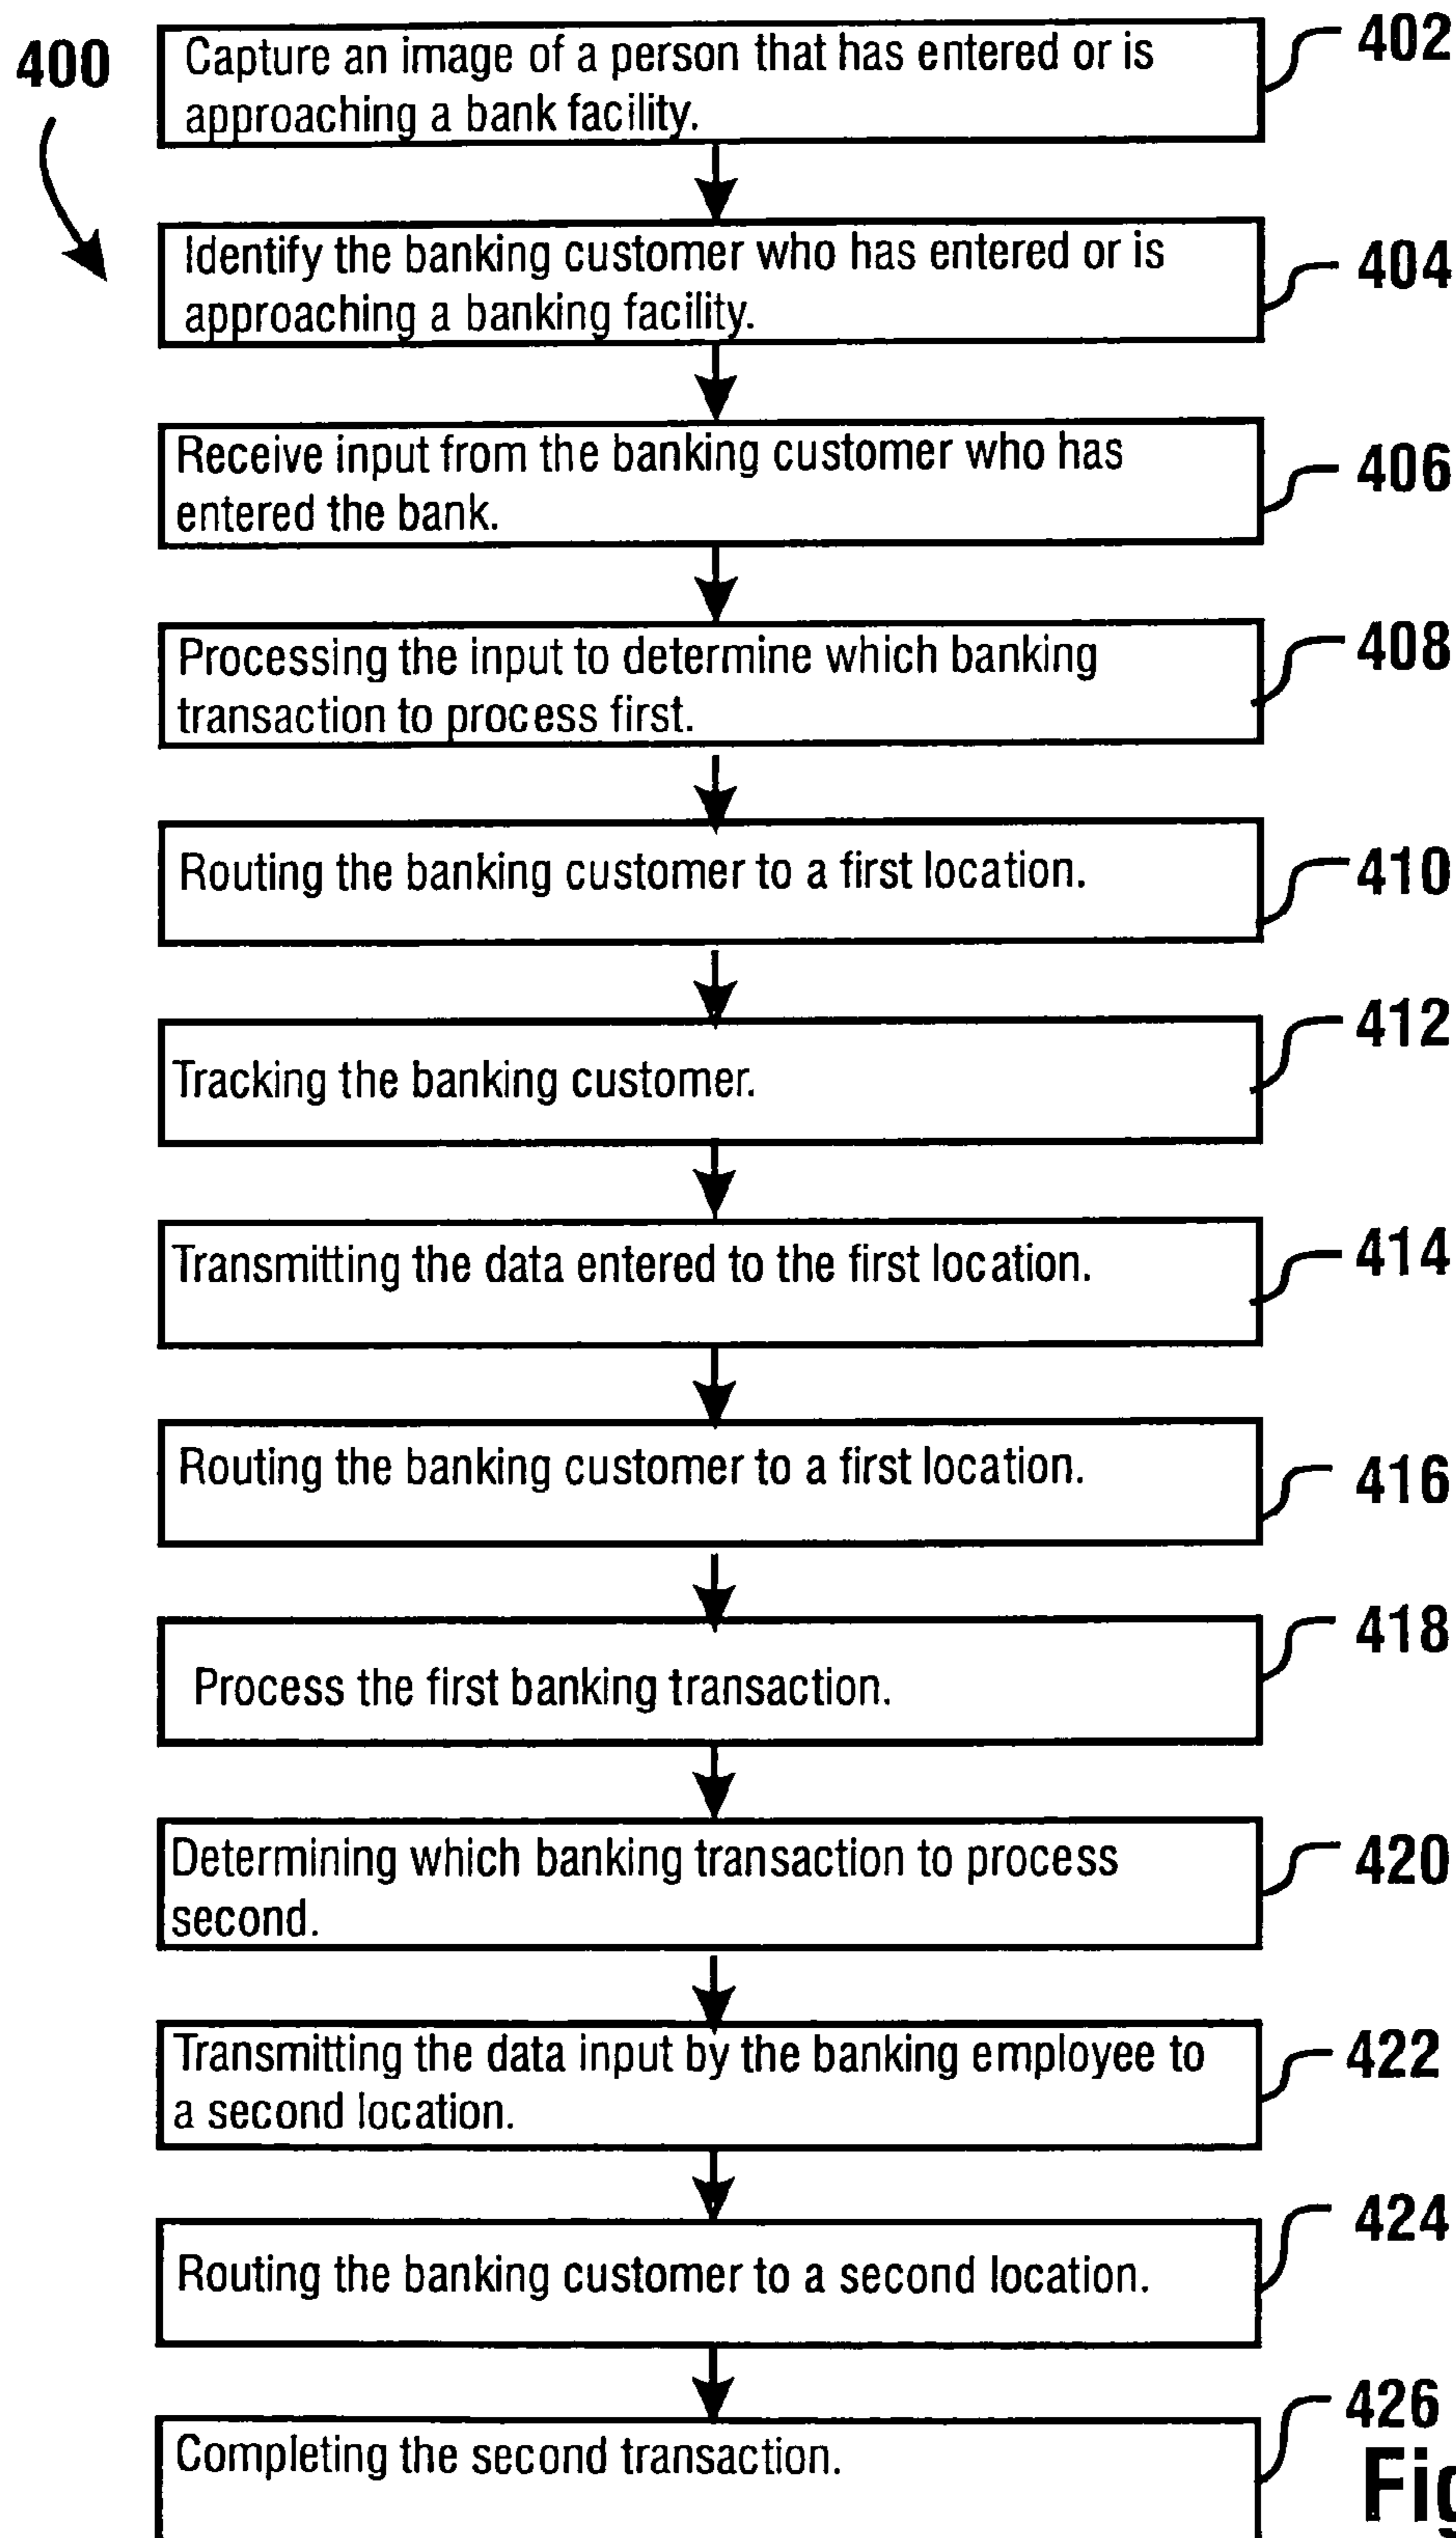 400
Capture an image of a person that has entered or is
approaching a bank facility.
402
Identify the banking customer who has entered or is
approaching a banking facility.
404
Receive input from the banking customer who has
entered the bank.
406
Processing the input to determine which banking
transaction to process first.
408
Routing the banking customer to a first location.
410
Tracking the banking customer.
412
Transmitting the data entered to the first location.
414
Routing the banking customer to a first location.
416
Process the first banking transaction.
418
Determining which banking transaction to process
second.
420
Transmitting the data input by the banking employee to
a second location.
422
Routing the banking customer to a second location.
424
Completing the second transaction.
426